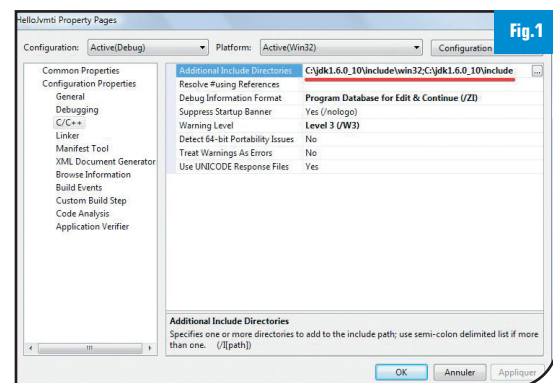 HelloJvmti Property Pages
Fig.1
Configuration: Active(Debug) Platform: Active(Win32) Configuration
Common Properties
Configuration Properties
General
Debugging
C/C++
Linker
Manifest Tool
XML Document Generator
Browse Information
Build Events
Custom Build Step
Code Analysis
Application Verifier
Additional Include Directories C:\jdk1.6.0_10\include\win32;C:\jdk1.6.0_10\include ...
Resolve #using References
Debug Information Format Program Database for Edit & Continue (/ZI)
Suppress Startup Banner Yes (/nologo)
Warning Level Level 3 (/W3)
Detect 64-bit Portability Issues No
Treat Warnings As Errors No
Use UNICODE Response Files Yes
Additional Include Directories
Specifies one or more directories to add to the include path; use semi-colon delimited list if more
than one. (/I[path])
OK Annuler Appliquer